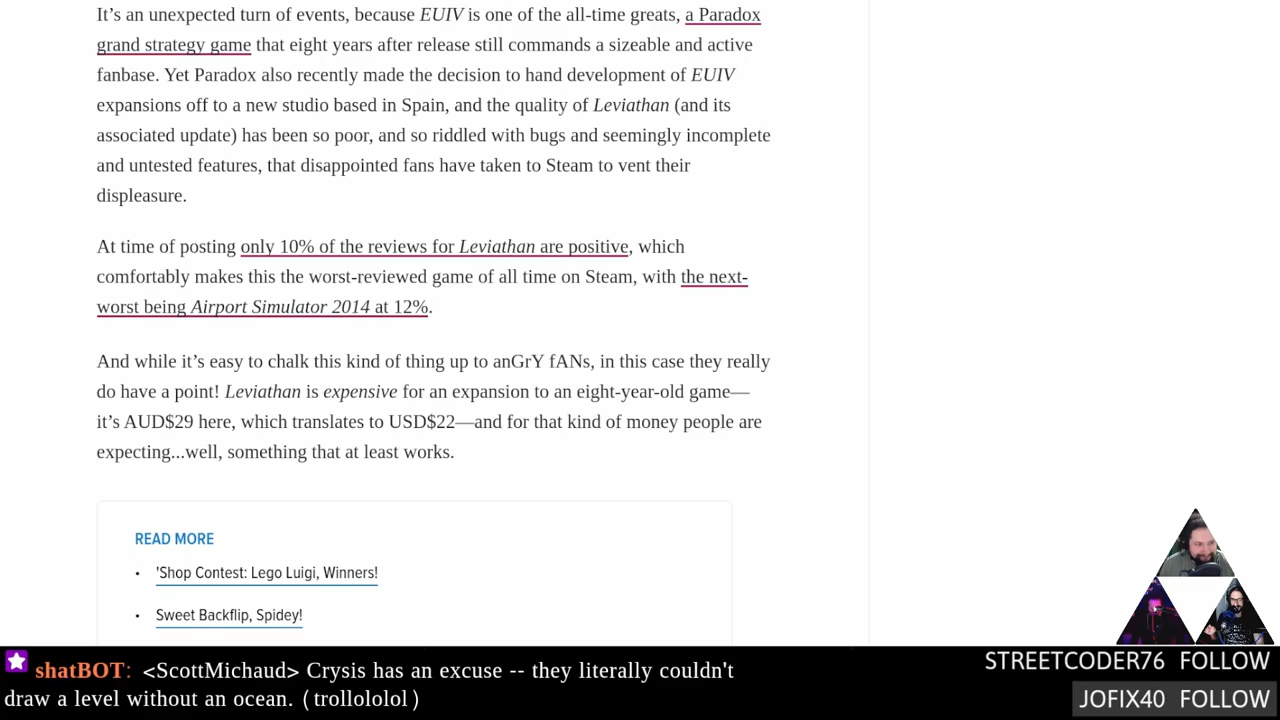 It’s an unexpected turn of events, because EUIV is one of the all-time greats, a Paradox
grand strategy game that eight years after release still commands a sizeable and active
fanbase. Yet Paradox also recently made the decision to hand development of EUIV
expansions off to a new studio based in Spain, and the quality of Leviathan (and its
associated update) has been so poor, and so riddled with bugs and seemingly incomplete
and untested features, that disappointed fans have taken to Steam to vent their
displeasure.
At time of posting only 10% of the reviews for Leviathan are positive, which
comfortably makes this the worst-reviewed game of all time on Steam, with the next-
worst being Airport Simulator 2014 at 12%.
And while it’s easy to chalk this kind of thing up to anGrY fANs, in this case they really
do have a point! Leviathan is expensive for an expansion to an eight-year-old game—
it’s AUD$29 here, which translates to USD$22—and for that kind of money people are
expecting...well, something that at least works.
READ MORE
• 'Shop Contest: Lego Luigi, Winners!
• Sweet Backflip, Spidey!
shatBOT: <ScottMichaud> Crysis has an excuse -- they literally couldn't
draw a level without an ocean. (trollololol)
STREETCODER76 FOLLOW
JOFIX40 FOLLOW